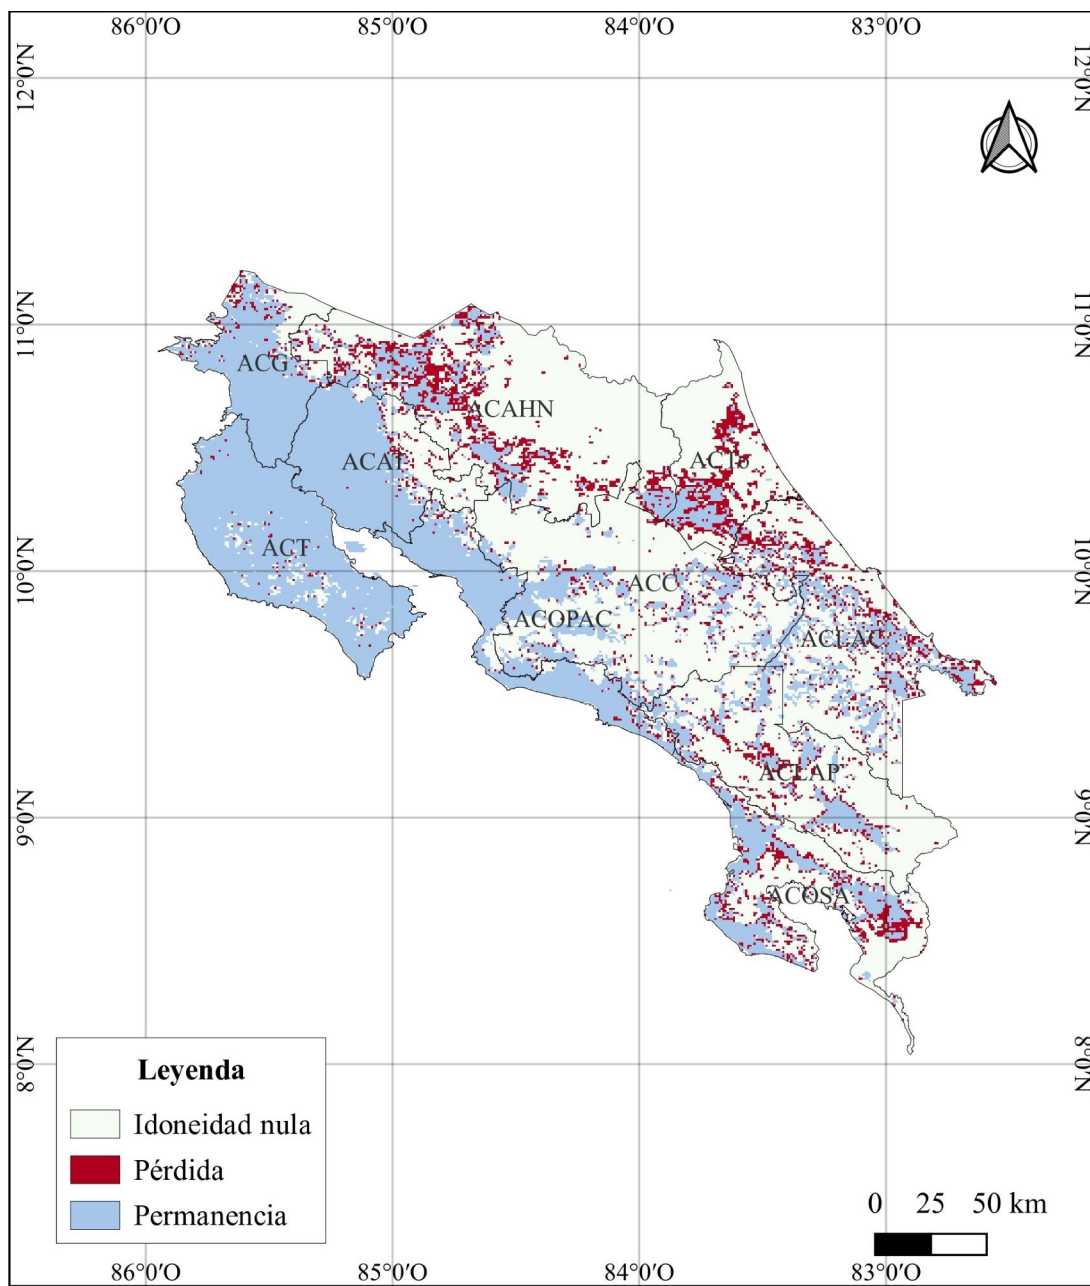 86°0′O 85°0′O 84°0′O 83°0′O
12°0′N 12°0′N
11°0′N 11°0′N
ACG
ACAHN
ACAT ACTo
ACT
10°0′N 10°0′N
ACC
ACOPAC
ACLAC
ACLAP
9°0′N 9°0′N
ACOSA
8°0′N 8°0′N
Leyenda
Idoneidad nula
Pérdida
Permanencia
0 25 50 km
86°0′O 85°0′O 84°0′O 83°0′O